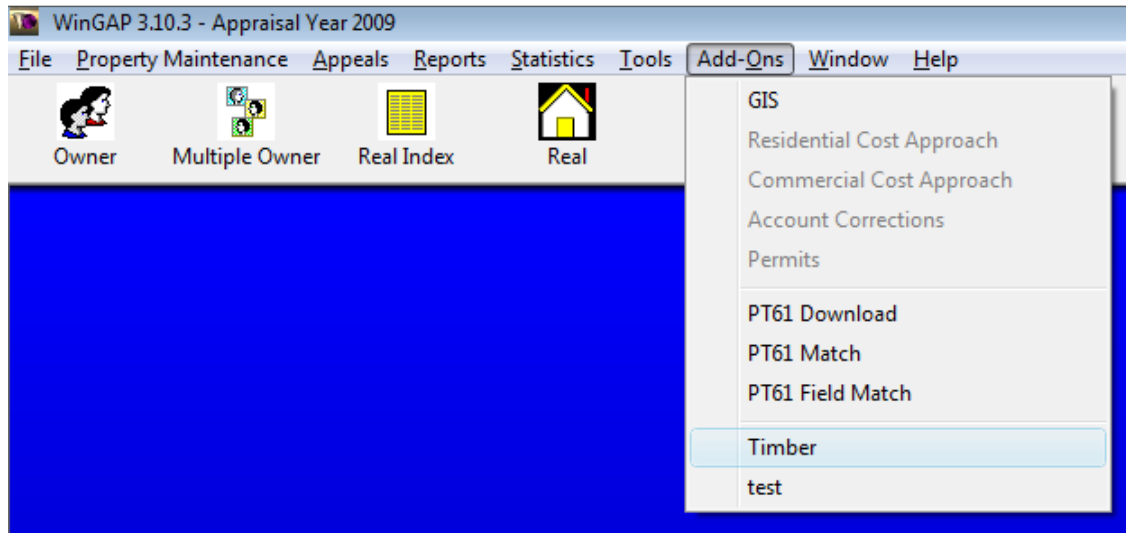 WinGAP 3.10.3 - Appraisal Year 2009
File Property Maintenance Appeals Reports Statistics Tools Add-Ons Window Help
Owner Multiple Owner Real Index Real
GIS
Residential Cost Approach
Commercial Cost Approach
Account Corrections
Permits
PT61 Download
PT61 Match
PT61 Field Match
Timber
test